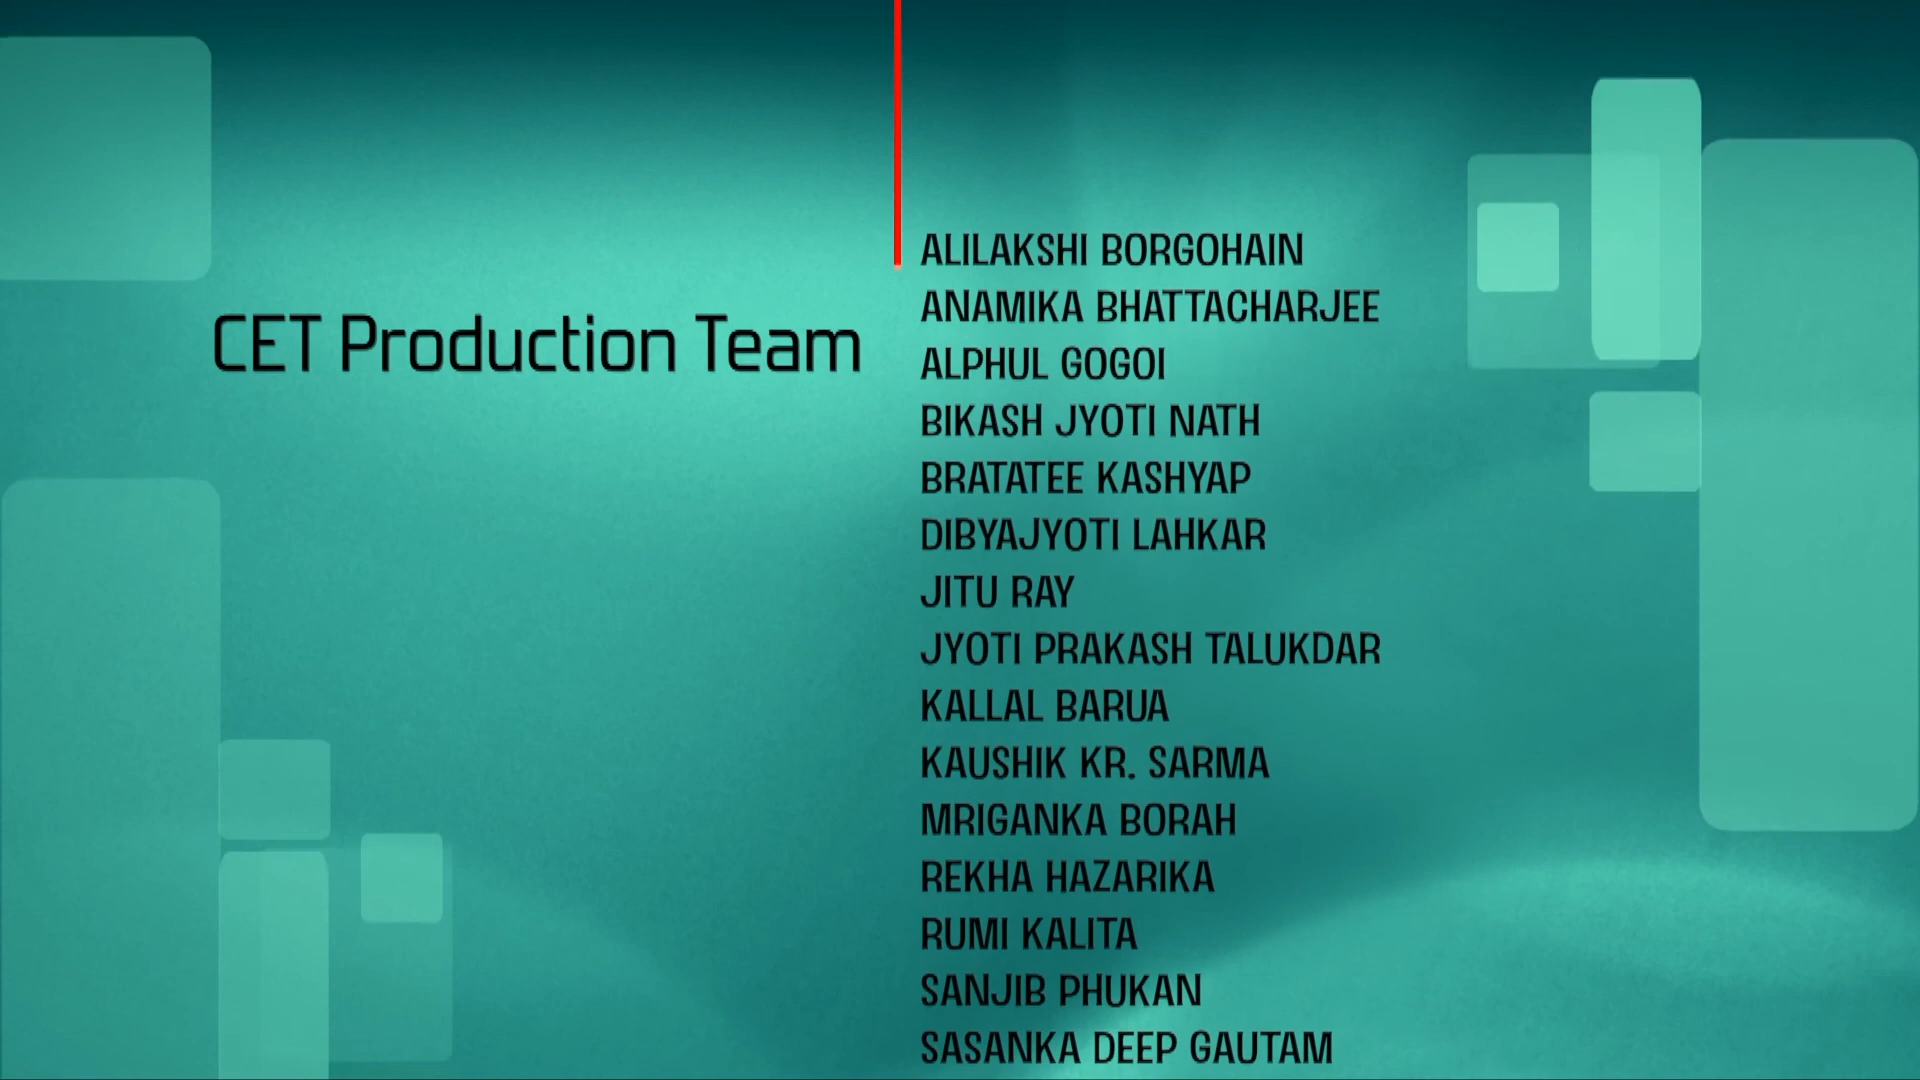 CET Production Team
ALILAKSHI BORGOHAIN
ANAMIKA BHATTACHARJEE
ALPHUL GOGOI
BIKASH JYOTI NATH
BRATATEE KASHYAP
DIBYAJYOTI LAHKAR
JITU RAY
JYOTI PRAKASH TALUKDAR
KALLAL BARUA
KAUSHIK KR. SARMA
MRIGANKA BORAH
REKHA HAZARIKA
RUMI KALITA
SANJIB PHUKAN
SASANKA DEEP GAUTAM